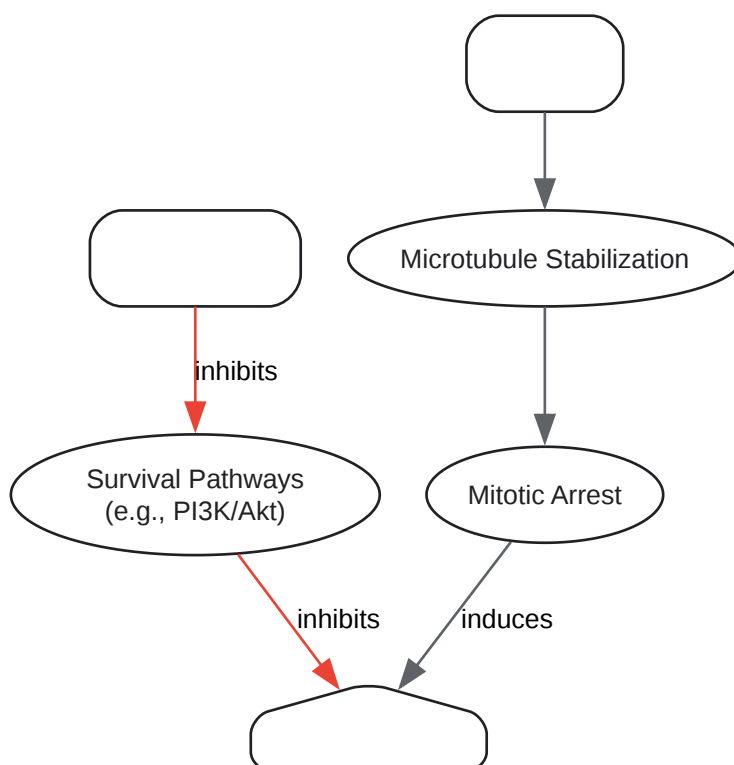 Microtubule Stabilization
inhibits
Survival Pathways
(e.g., PI3K/Akt)
Mitotic Arrest
inhibits
induces